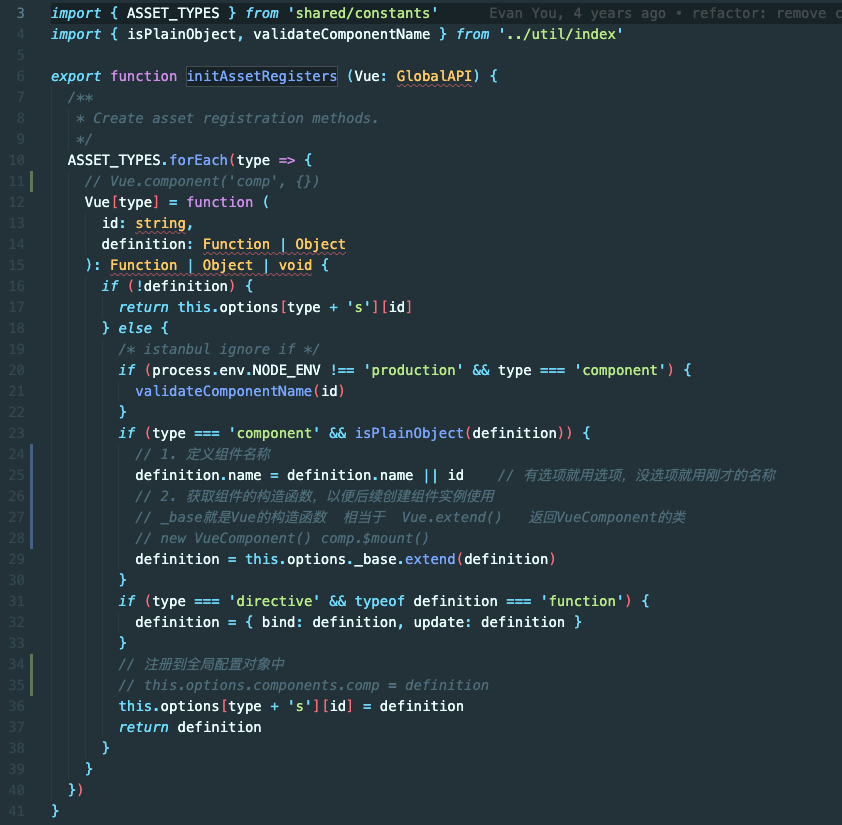 3 import { ASSET_TYPES } from 'shared/constants' Evan You, 4 years ago • refactor: remove
4 import { isPlainObject, validateComponentName } from '../util/index'
5
6 export function initAssetRegisters (Vue: GlobalAPI) {
7 /**
8 * Create asset registration methods.
9 */
10 ASSET_TYPES.forEach(type => {
11 // Vue.component('comp', {})
12 Vue[type] = function (
13 id: string,
14 definition: Function | Object
15 ): Function | Object | void {
16 if (!definition) {
17 return this.options[type + 's'][id]
18 } else {
19 /* istanbul ignore if */
20 if (process.env.NODE_ENV !== 'production' && type === 'component') {
21 validateComponentName(id)
22 }
23 if (type === 'component' && isPlainObject(definition)) {
24 // 1. 定义组件名称
25 definition.name = definition.name || id // 有选项就用选项，没选项就用刚才的名称
26 // 2. 获取组件的构造函数，以便后续创建组件实例使用
27 // _base就是Vue的构造函数 相当于 Vue.extend() 返回VueComponent的类
28 // new VueComponent() comp.$mount()
29 definition = this.options._base.extend(definition)
30 }
31 if (type === 'directive' && typeof definition === 'function') {
32 definition = { bind: definition, update: definition }
33 }
34 // 注册到全局配置对象中
35 // this.options.components.comp = definition
36 this.options[type + 's'][id] = definition
37 return definition
38 }
39 }
40 })
41 }